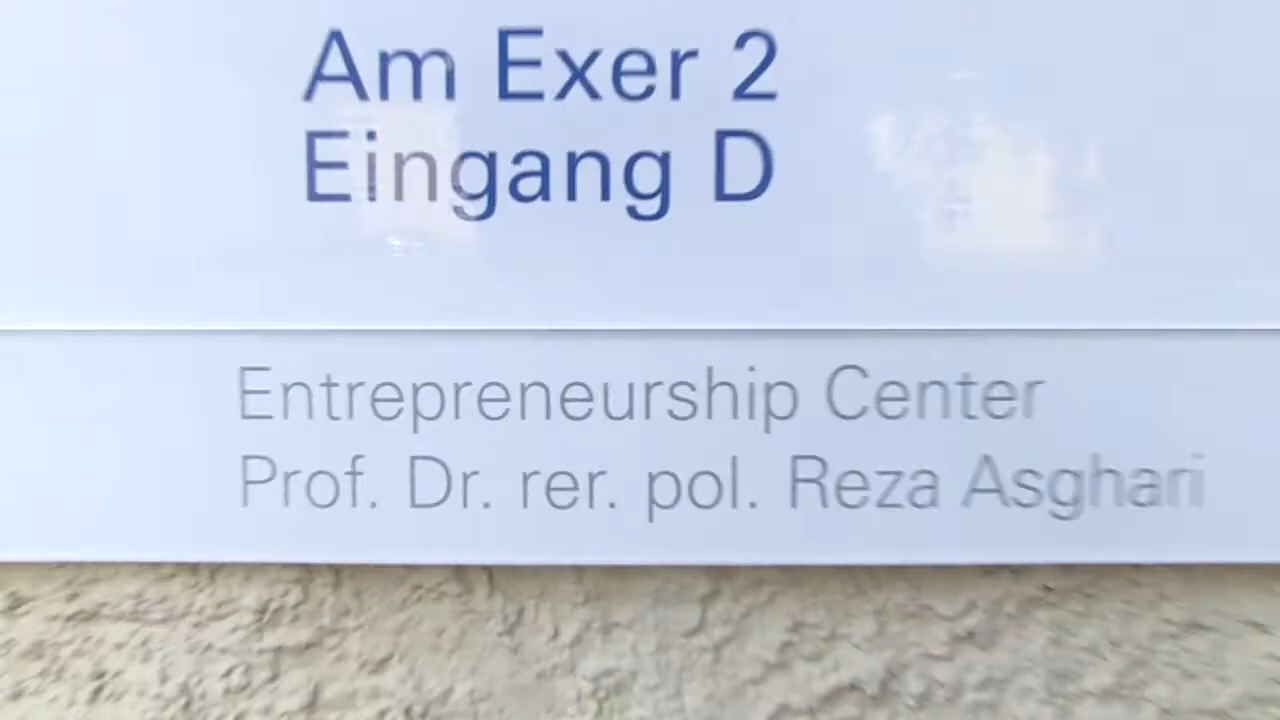 Am Exer 2
Eingang D
Entrepreneurship Center
Prof. Dr. rer. pol. Reza Asghari